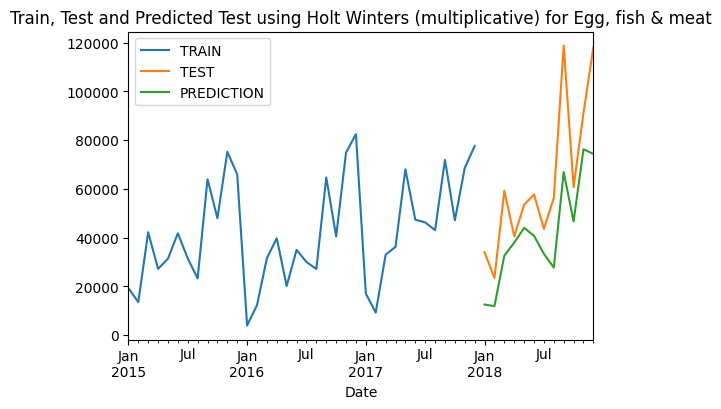 Train, Test and Predicted Test using Holt Winters (multiplicative) for Egg, fish & meat
TRAIN
TEST
PREDICTION
120000
100000
80000
60000
40000
20000
0
Jan Jul Jan Jul Jan Jul Jan Jul
2015 2016 2017 2018
Date